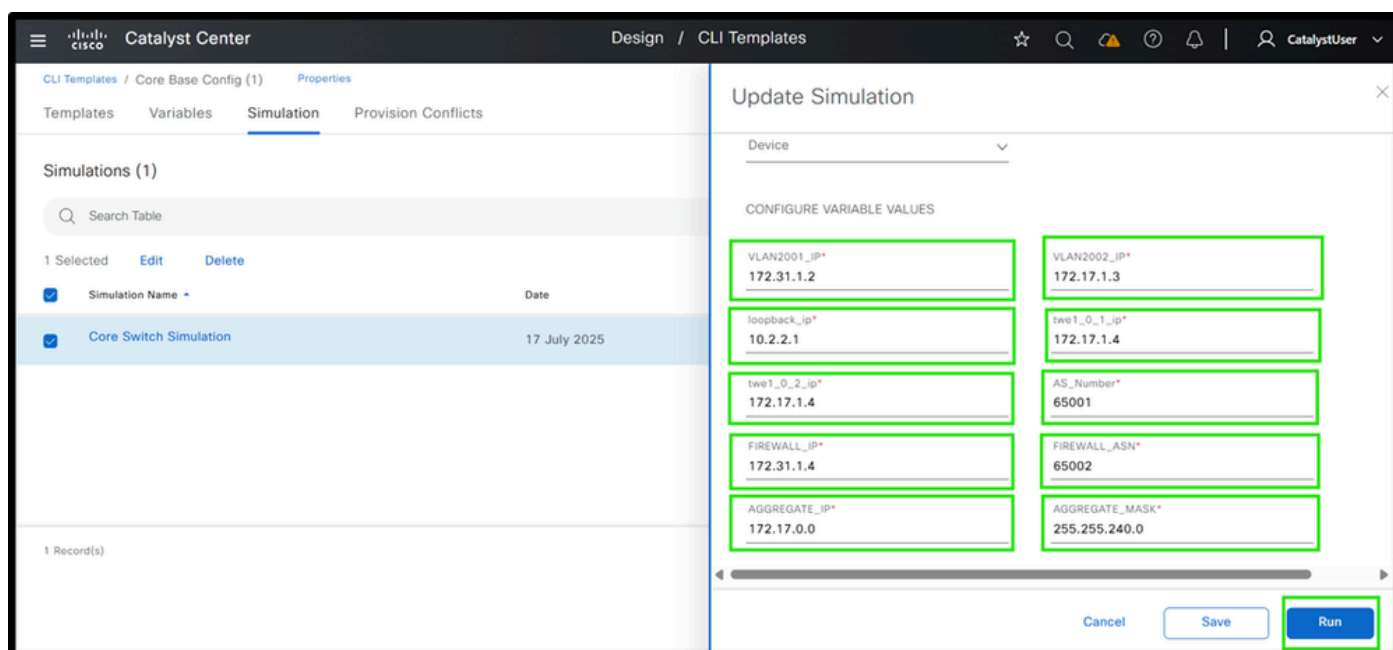 cisco Catalyst Center
Design / CLI Templates
CatalystUser
CLI Templates / Core Base Config (1) Properties
Templates Variables Simulation Provision Conflicts
Simulations (1)
Search Table
1 Selected Edit Delete
Simulation Name Date
Core Switch Simulation 17 July 2025
1 Record(s)
Update Simulation
Device
CONFIGURE VARIABLE VALUES
VLAN2001_IP* VLAN2002_IP*
172.31.1.2 172.17.1.3
loopback_ip* twe1_0_1_ip*
10.2.2.1 172.17.1.4
twe1_0_2_ip* AS_Number*
172.17.1.4 65001
FIREWALL_IP* FIREWALL_ASN*
172.31.1.4 65002
AGGREGATE_IP* AGGREGATE_MASK*
172.17.0.0 255.255.240.0
Cancel Save Run